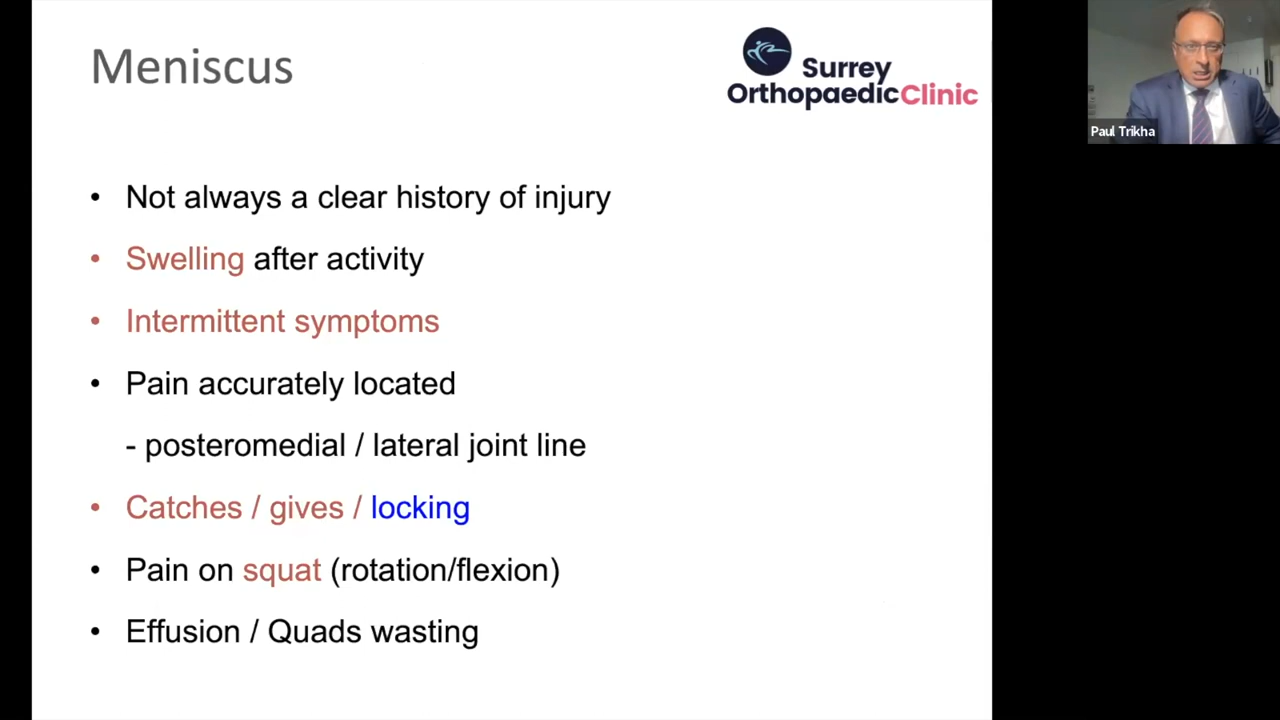 Meniscus
Surrey
OrthopaedicClinic
Paul Trikha
• Not always a clear history of injury
• Swelling after activity
• Intermittent symptoms
• Pain accurately located
- posteromedial / lateral joint line
• Catches / gives / locking
• Pain on squat (rotation/flexion)
• Effusion / Quads wasting